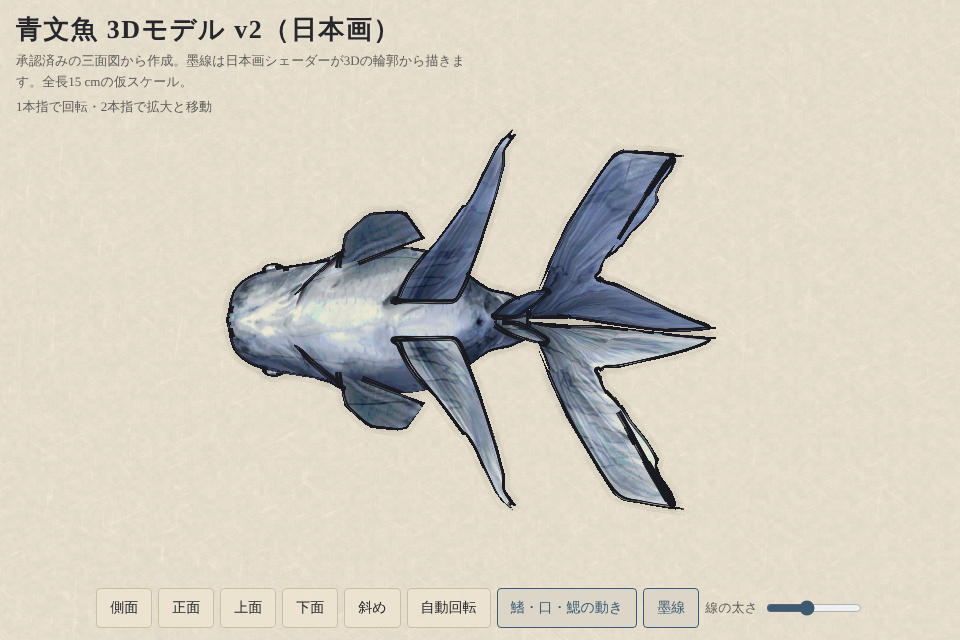 青文魚 3Dモデル v2（日本画）
承認済みの三面図から作成。墨線は日本画シェーダーが3Dの輪郭から描きま
す。全長15 cmの仮スケール。
1本指で回転・2本指で拡大と移動
側面 正面 上面 下面 斜め 自動回転 鰭・口・鰓の動き 墨線 線の太さ